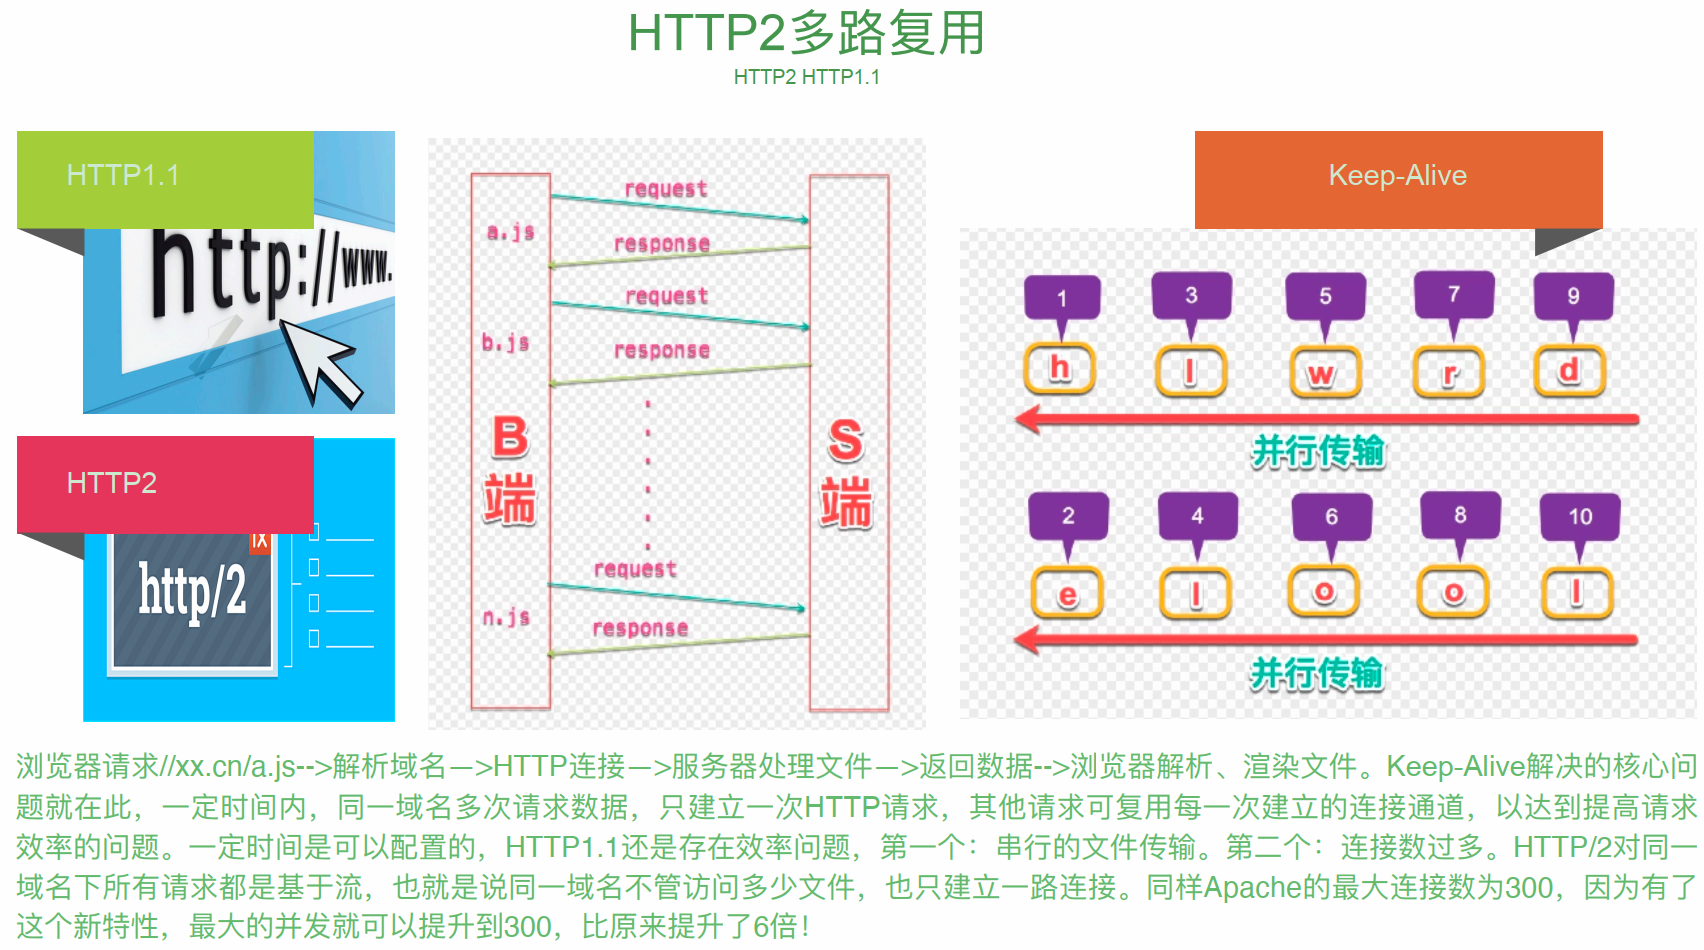 HTTP2多路复用
HTTP2 HTTP1.1
HTTP1.1
http://www.
HTTP2
http/2
request
a.js
response
request
b.js
response
B端
S端
request
n.js
response
Keep-Alive
1 3 5 7 9
h l w r d
并行传输
2 4 6 8 10
e l o o l
并行传输
浏览器请求//xx.cn/a.js-->解析域名—>HTTP连接—>服务器处理文件—>返回数据-->浏览器解析、渲染文件。Keep-Alive解决的核心问
题就在此，一定时间内，同一域名多次请求数据，只建立一次HTTP请求，其他请求可复用每一次建立的连接通道，以达到提高请求
效率的问题。一定时间是可以配置的，HTTP1.1还是存在效率问题，第一个：串行的文件传输。第二个：连接数过多。HTTP/2对同一
域名下所有请求都是基于流，也就是说同一域名不管访问多少文件，也只建立一路连接。同样Apache的最大连接数为300，因为有了
这个新特性，最大的并发就可以提升到300，比原来提升了6倍！